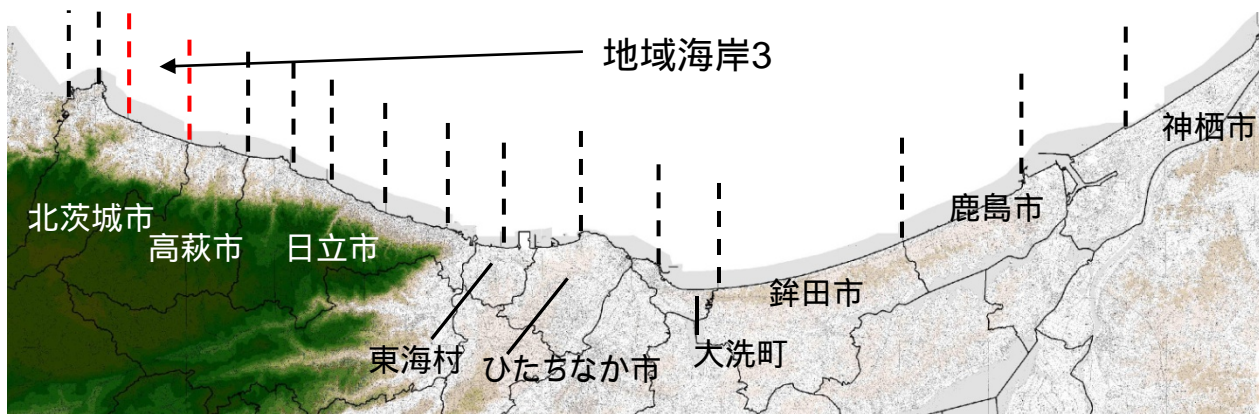 地域海岸3
神栖市
鹿島市
北茨城市
高萩市
日立市
鉾田市
東海村
ひたちなか市
大洗町